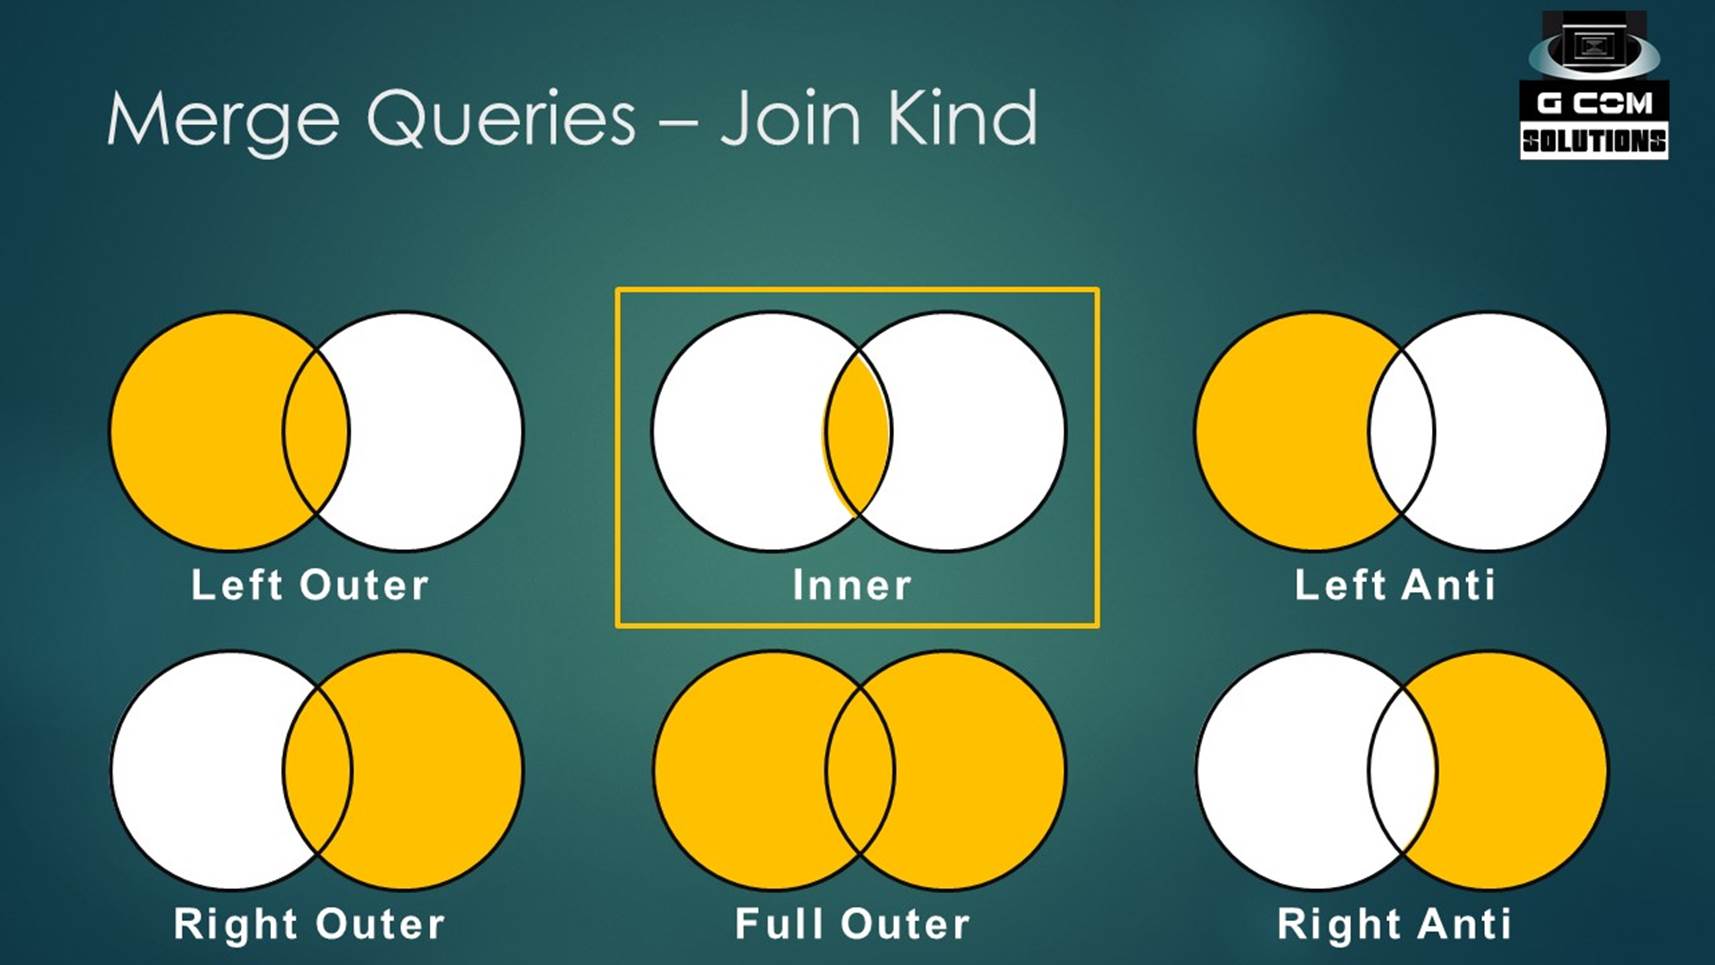 Merge Queries – Join Kind
G COM
SOLUTIONS
Left Outer
Inner
Left Anti
Right Outer
Full Outer
Right Anti